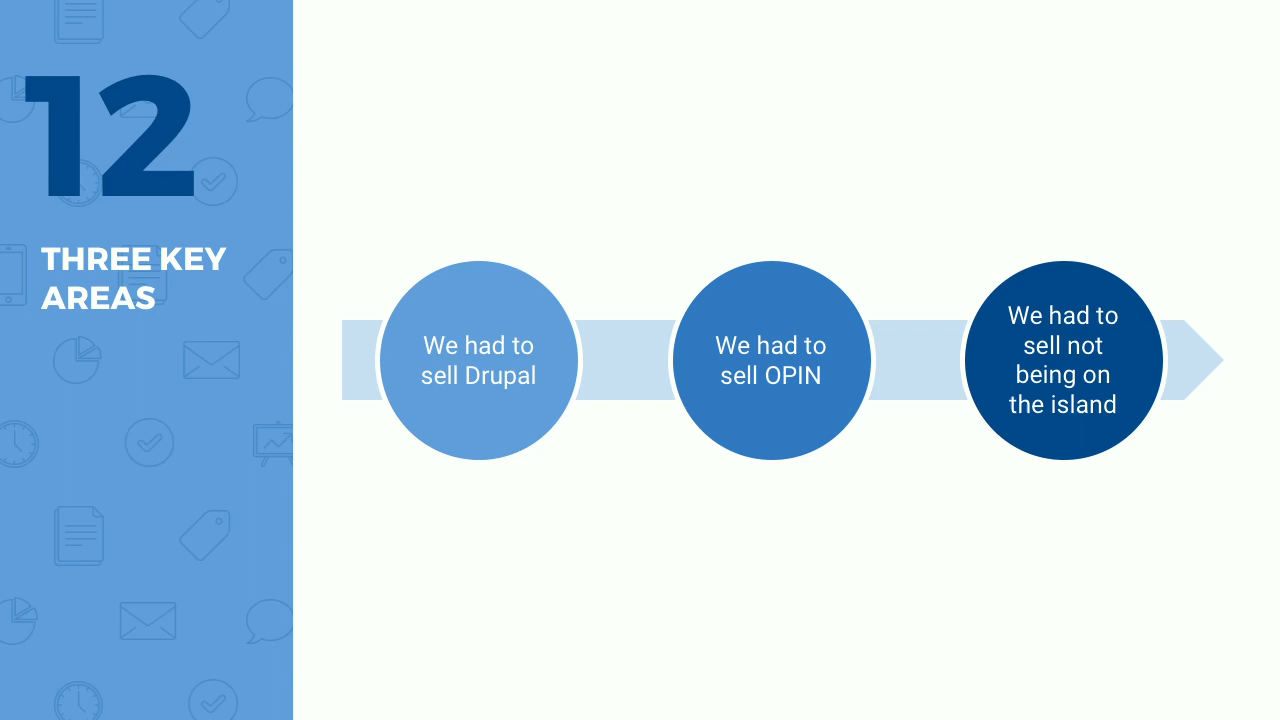 12
THREE KEY
AREAS
We had to
sell Drupal
We had to
sell OPIN
We had to
sell not
being on
the island